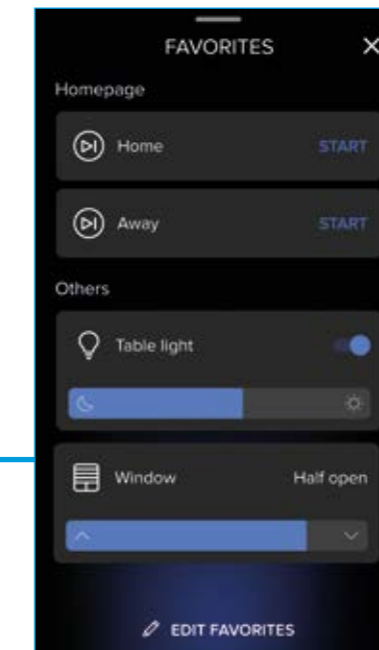 FAVORITES
Homepage
Home START
Away START
Others
Table light
Window Half open
EDIT FAVORITES